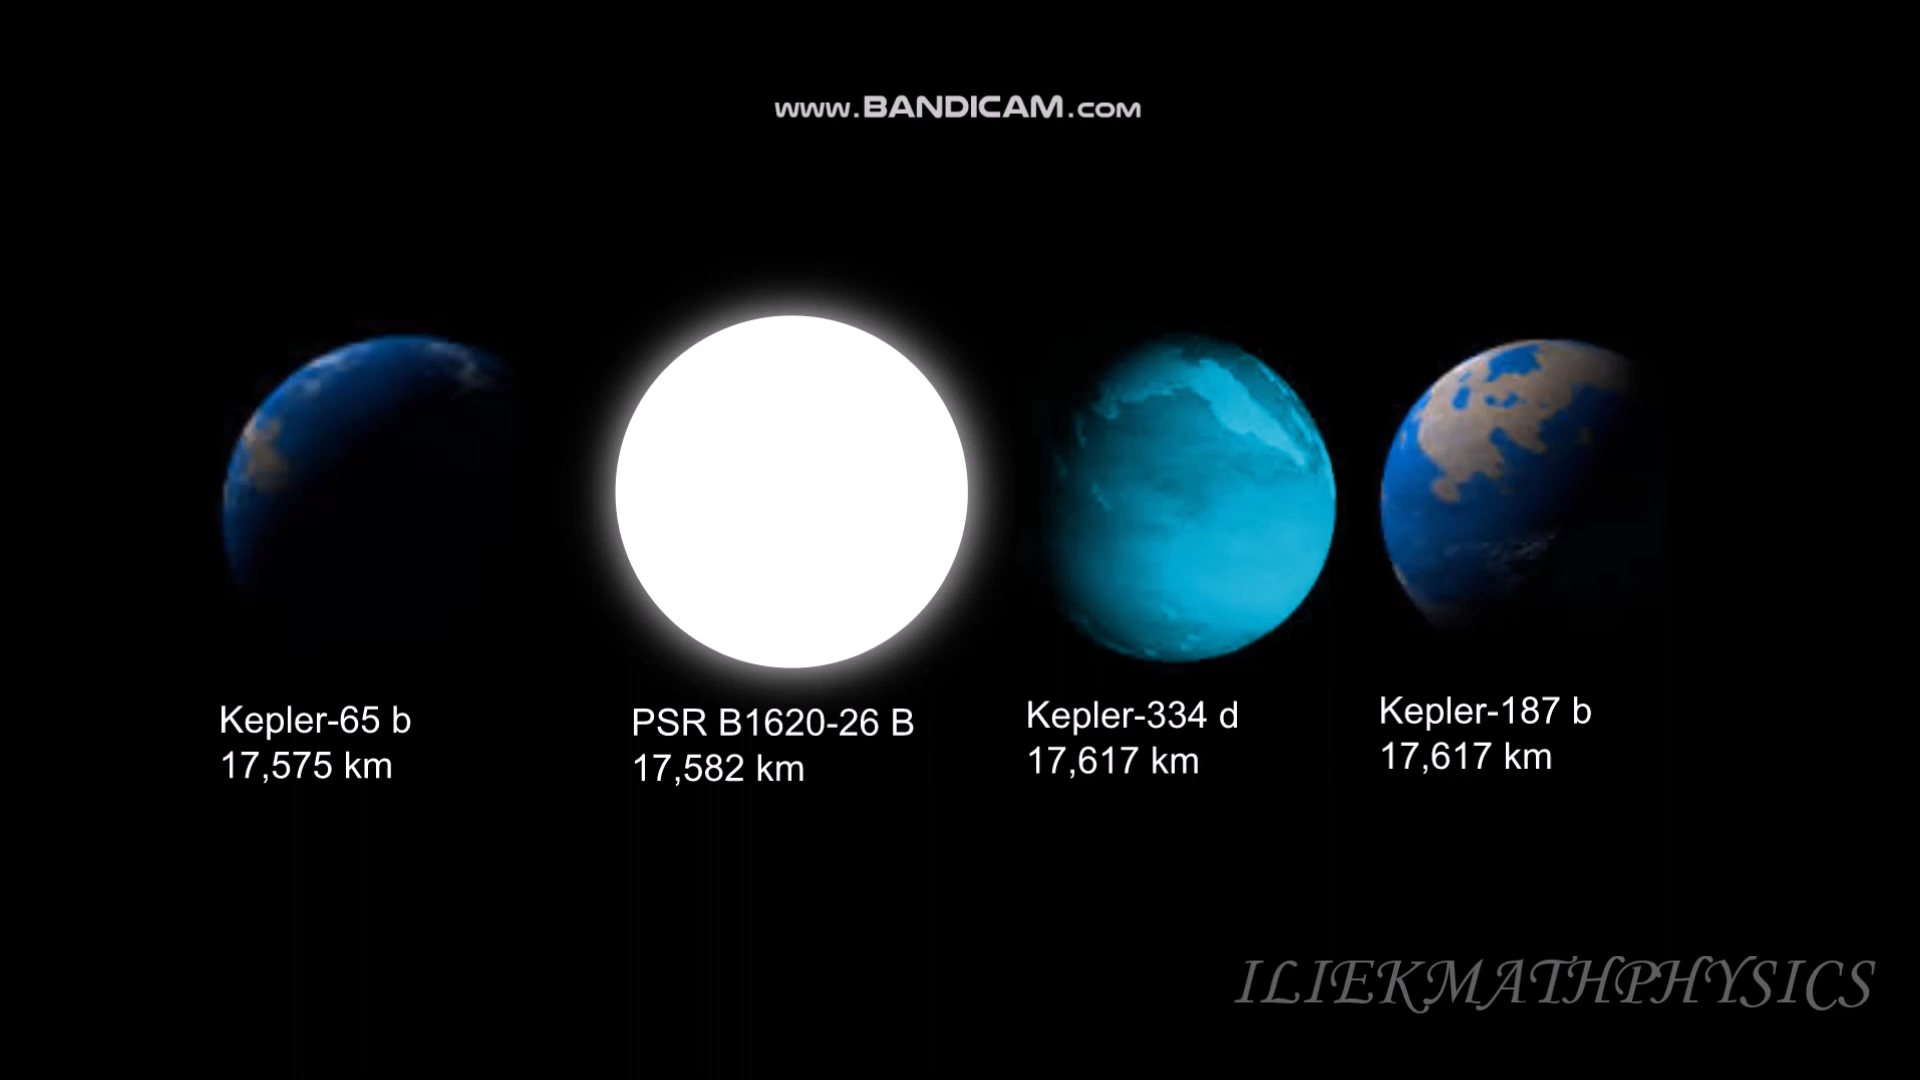 www.BANDICAM.com
Kepler-65 b
17,575 km
PSR B1620-26 B
17,582 km
Kepler-334 d
17,617 km
Kepler-187 b
17,617 km
ILIEKMATHPHYSICS